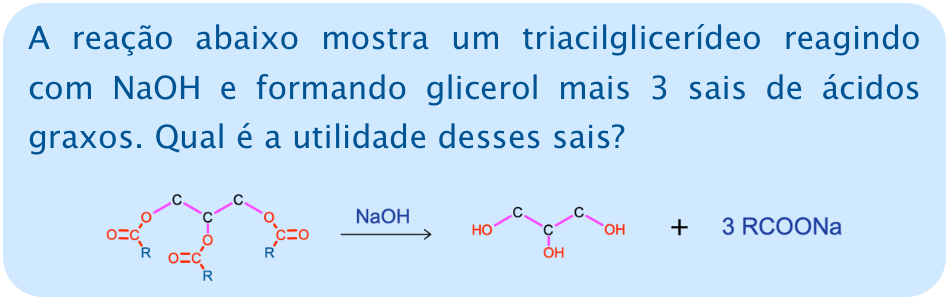 A reação abaixo mostra um triacilglicerídeo reagindo
com NaOH e formando glicerol mais 3 sais de ácidos
graxos. Qual é a utilidade desses sais?
C C
O C O NaOH C C
O=C O C=O HO C OH + 3 RCOONa
R O=C R OH
R